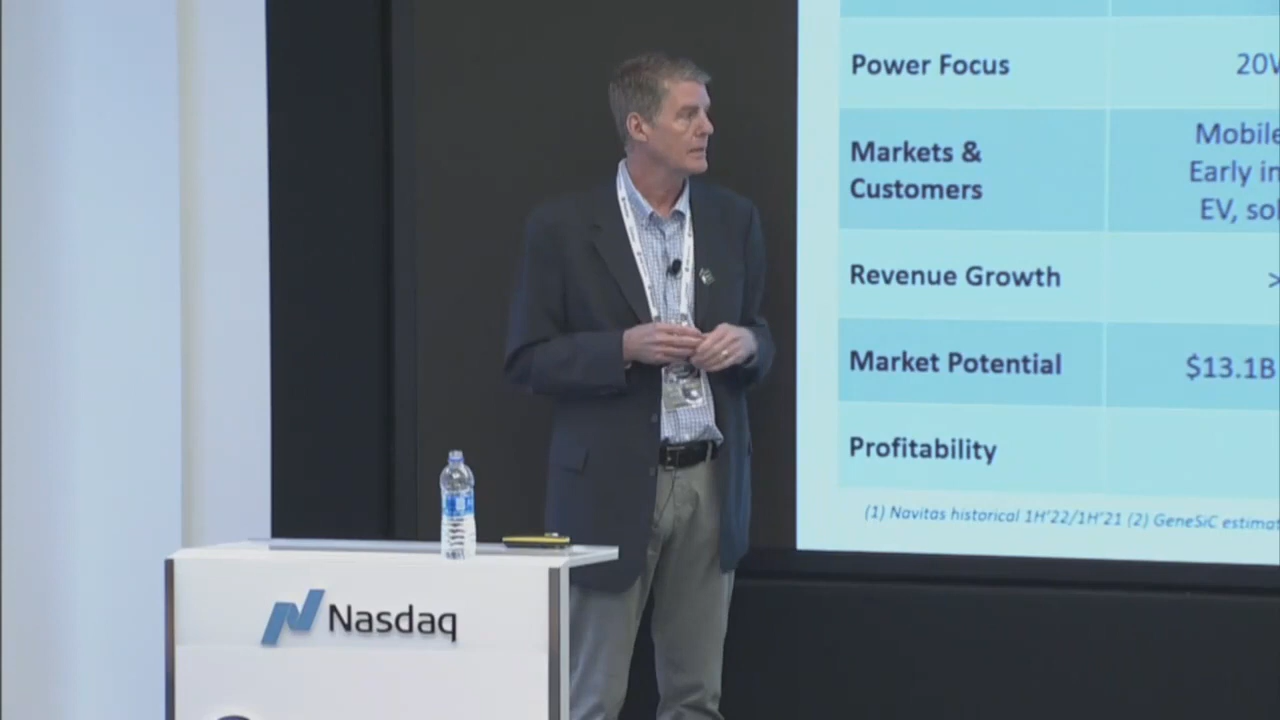 Power Focus
20V
Markets &
Customers
Mobile
Early in
EV, sol
Revenue Growth
>
Market Potential
$13.1B
Profitability
(1) Navitas historical 1H'22/1H'21 (2) GeneSiC estimat
Nasdaq